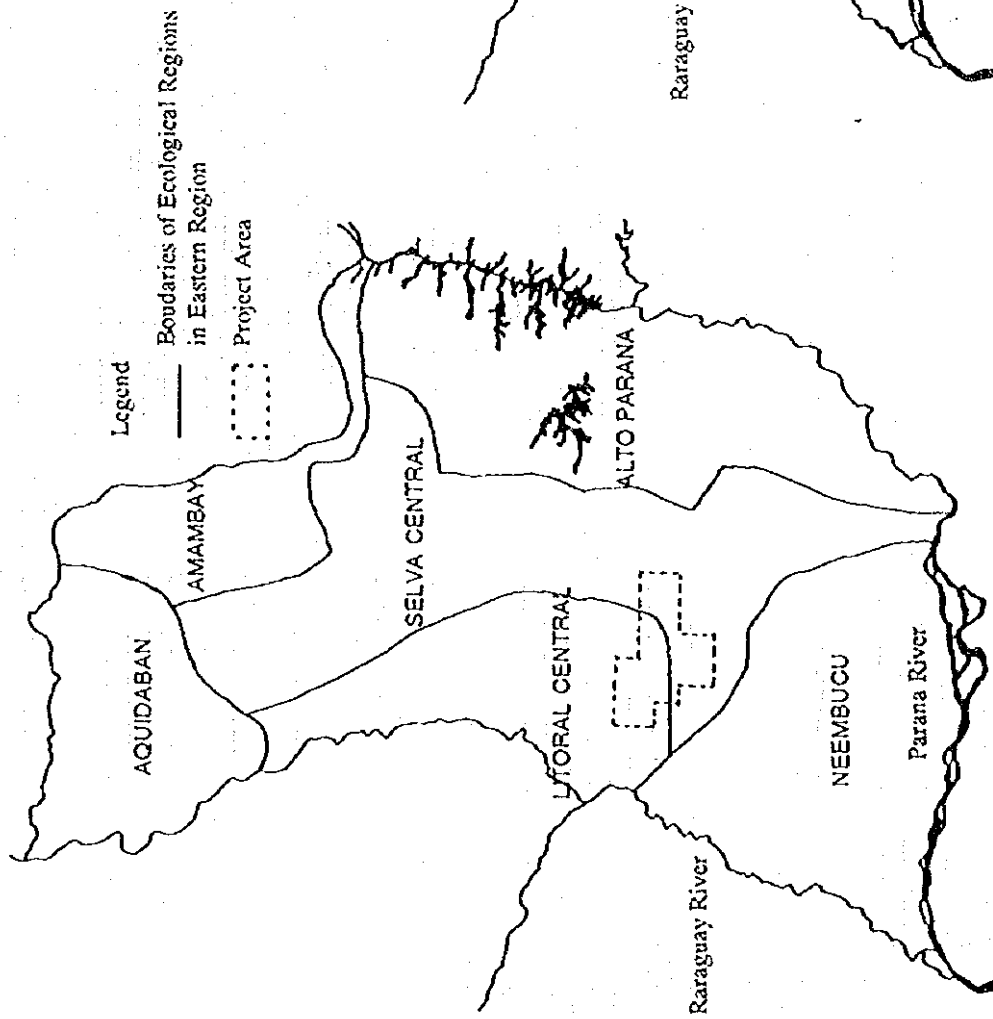 Legend
Boudaries of Ecological Regions
in Eastern Region
Project Area
AQUIDABAN
AMAMBAY
SELVA CENTRAL
LITORAL CENTRAL
ALTO PARANA
NEEMBUCU
Raraguay River
Parana River
Raraguay